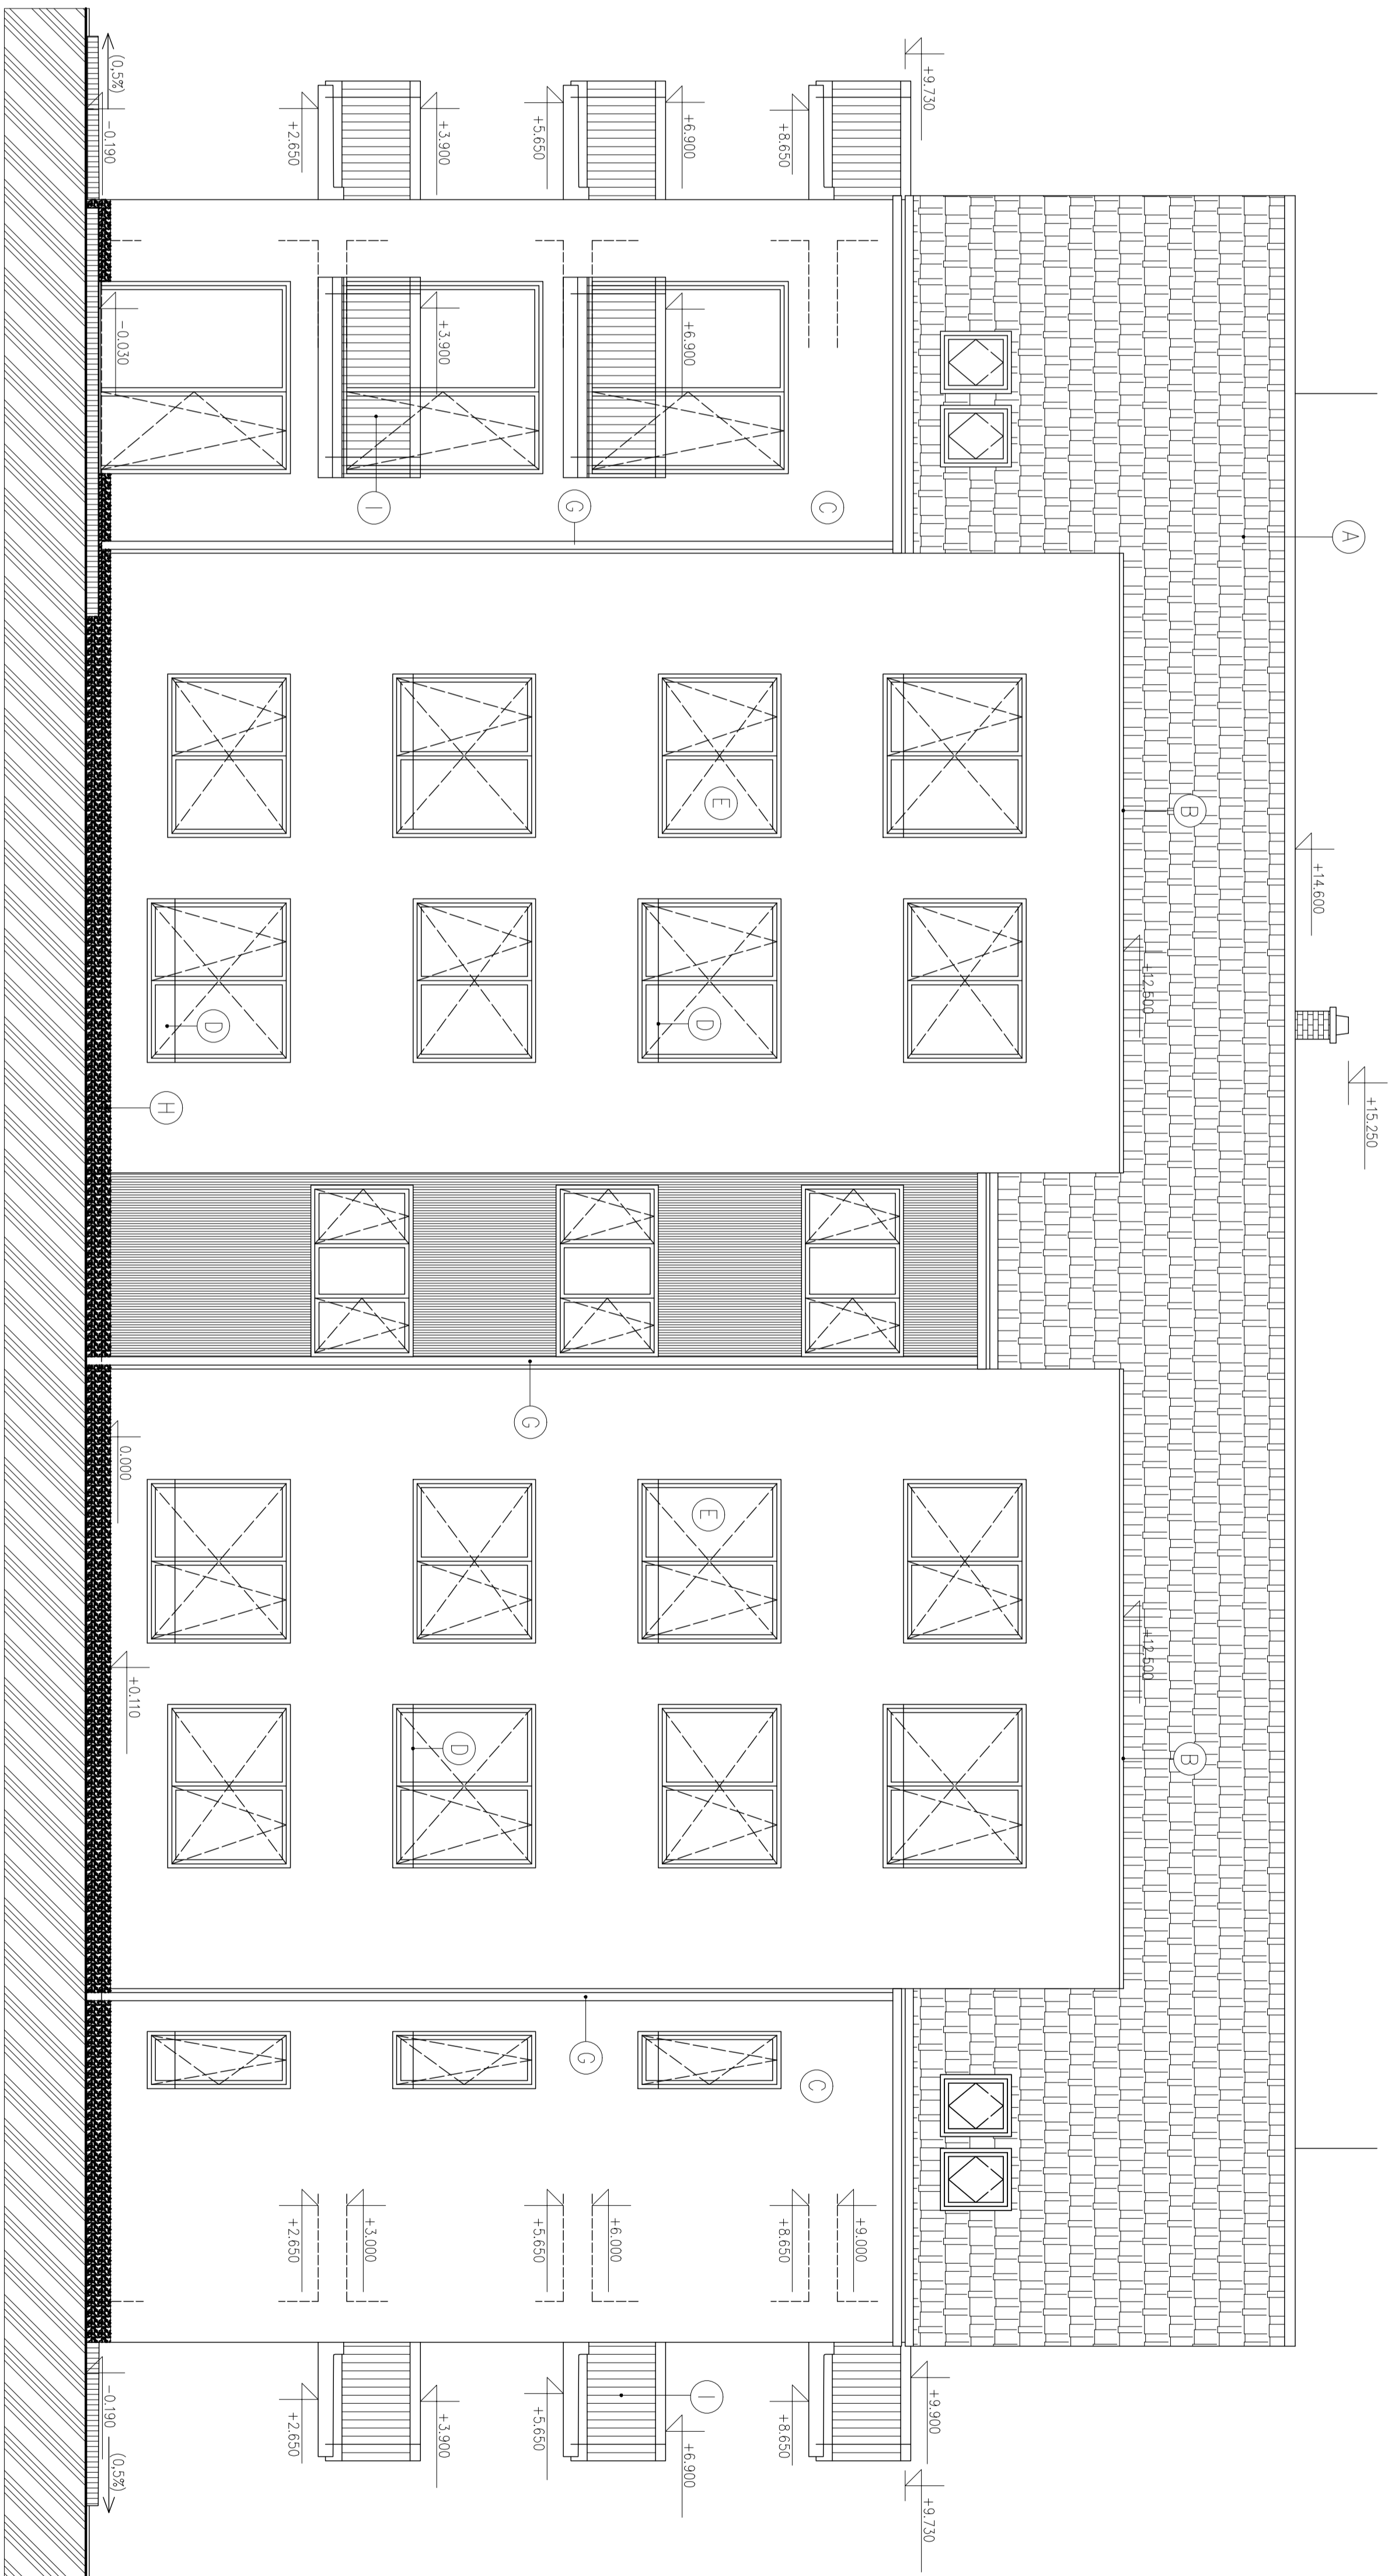 +15.250
A
+14.600
B
B
+12.500
+12.500
+9.730
+9.900
+9.730
+9.000
C
C
+8.650
+8.650
+8.650
E
D
E
I
+6.900
+6.900
+6.900
+6.000
G
G
+5.650
+5.650
+5.650
G
D
+3.900
+3.900
+3.900
I
+3.000
+2.650
+2.650
+2.650
D
H
+0.110
-0.030
0.000
(0,5%)
-0.190
-0.190
(0,5%)